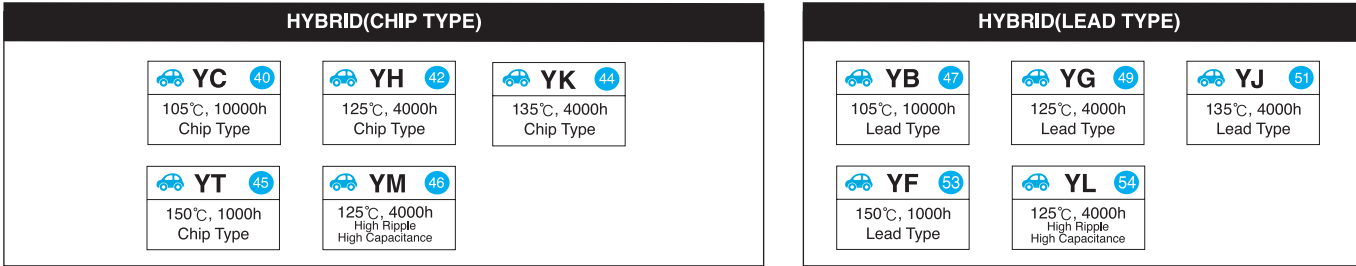 HYBRID(CHIP TYPE)
YC 40
105℃, 10000h
Chip Type
YH 42
125℃, 4000h
Chip Type
YK 44
135℃, 4000h
Chip Type
YT 45
150℃, 1000h
Chip Type
YM 46
125℃, 4000h
High Ripple
High Capacitance
HYBRID(LEAD TYPE)
YB 47
105℃, 10000h
Lead Type
YG 49
125℃, 4000h
Lead Type
YJ 51
135℃, 4000h
Lead Type
YF 53
150℃, 1000h
Lead Type
YL 54
125℃, 4000h
High Ripple
High Capacitance